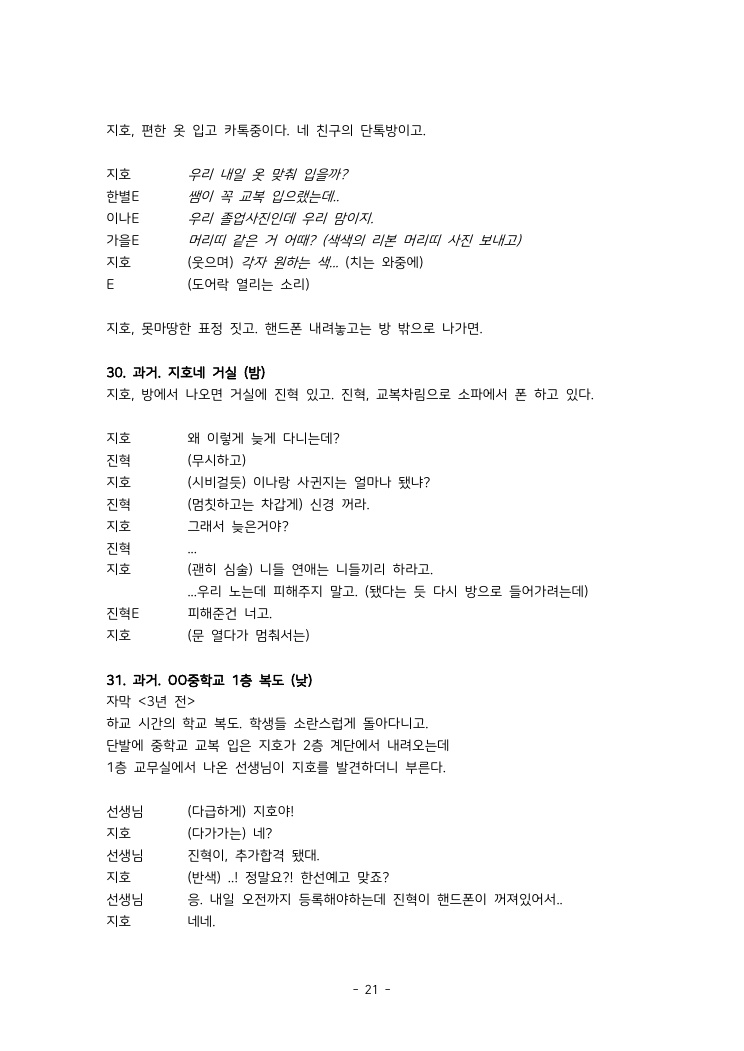 지호, 편한 옷 입고 카톡중이다. 네 친구의 단톡방이고.
지호 우리 내일 옷 맞춰 입을까?
한별E 쌤이 꼭 교복 입으랬는데..
이나E 우리 졸업사진인데 우리 맘이지.
가을E 머리띠 같은 거 어때? (색색의 리본 머리띠 사진 보내고)
지호 (웃으며) 각자 원하는 색... (치는 와중에)
E (도어락 열리는 소리)
지호, 못마땅한 표정 짓고. 핸드폰 내려놓고는 방 밖으로 나가면.
30. 과거. 지호네 거실 (밤)
지호, 방에서 나오면 거실에 진혁 있고. 진혁, 교복차림으로 소파에서 폰 하고 있다.
지호 왜 이렇게 늦게 다니는데?
진혁 (무시하고)
지호 (시비걸듯) 이나랑 사귄지는 얼마나 됐냐?
진혁 (멈칫하고는 차갑게) 신경 꺼라.
지호 그래서 늦은거야?
진혁 ...
지호 (괜히 심술) 니들 연애는 니들끼리 하라고.
...우리 노는데 피해주지 말고. (됐다는 듯 다시 방으로 들어가려는데)
진혁E 피해준건 너고.
지호 (문 열다가 멈춰서는)
31. 과거. OO중학교 1층 복도 (낮)
자막 <3년 전>
하교 시간의 학교 복도. 학생들 소란스럽게 돌아다니고.
단발에 중학교 교복 입은 지호가 2층 계단에서 내려오는데
1층 교무실에서 나온 선생님이 지호를 발견하더니 부른다.
선생님 (다급하게) 지호야!
지호 (다가가는) 네?
선생님 진혁이, 추가합격 됐대.
지호 (반색) ..! 정말요?! 한선예고 맞죠?
선생님 응. 내일 오전까지 등록해야하는데 진혁이 핸드폰이 꺼져있어서..
지호 네네.
- 21 -